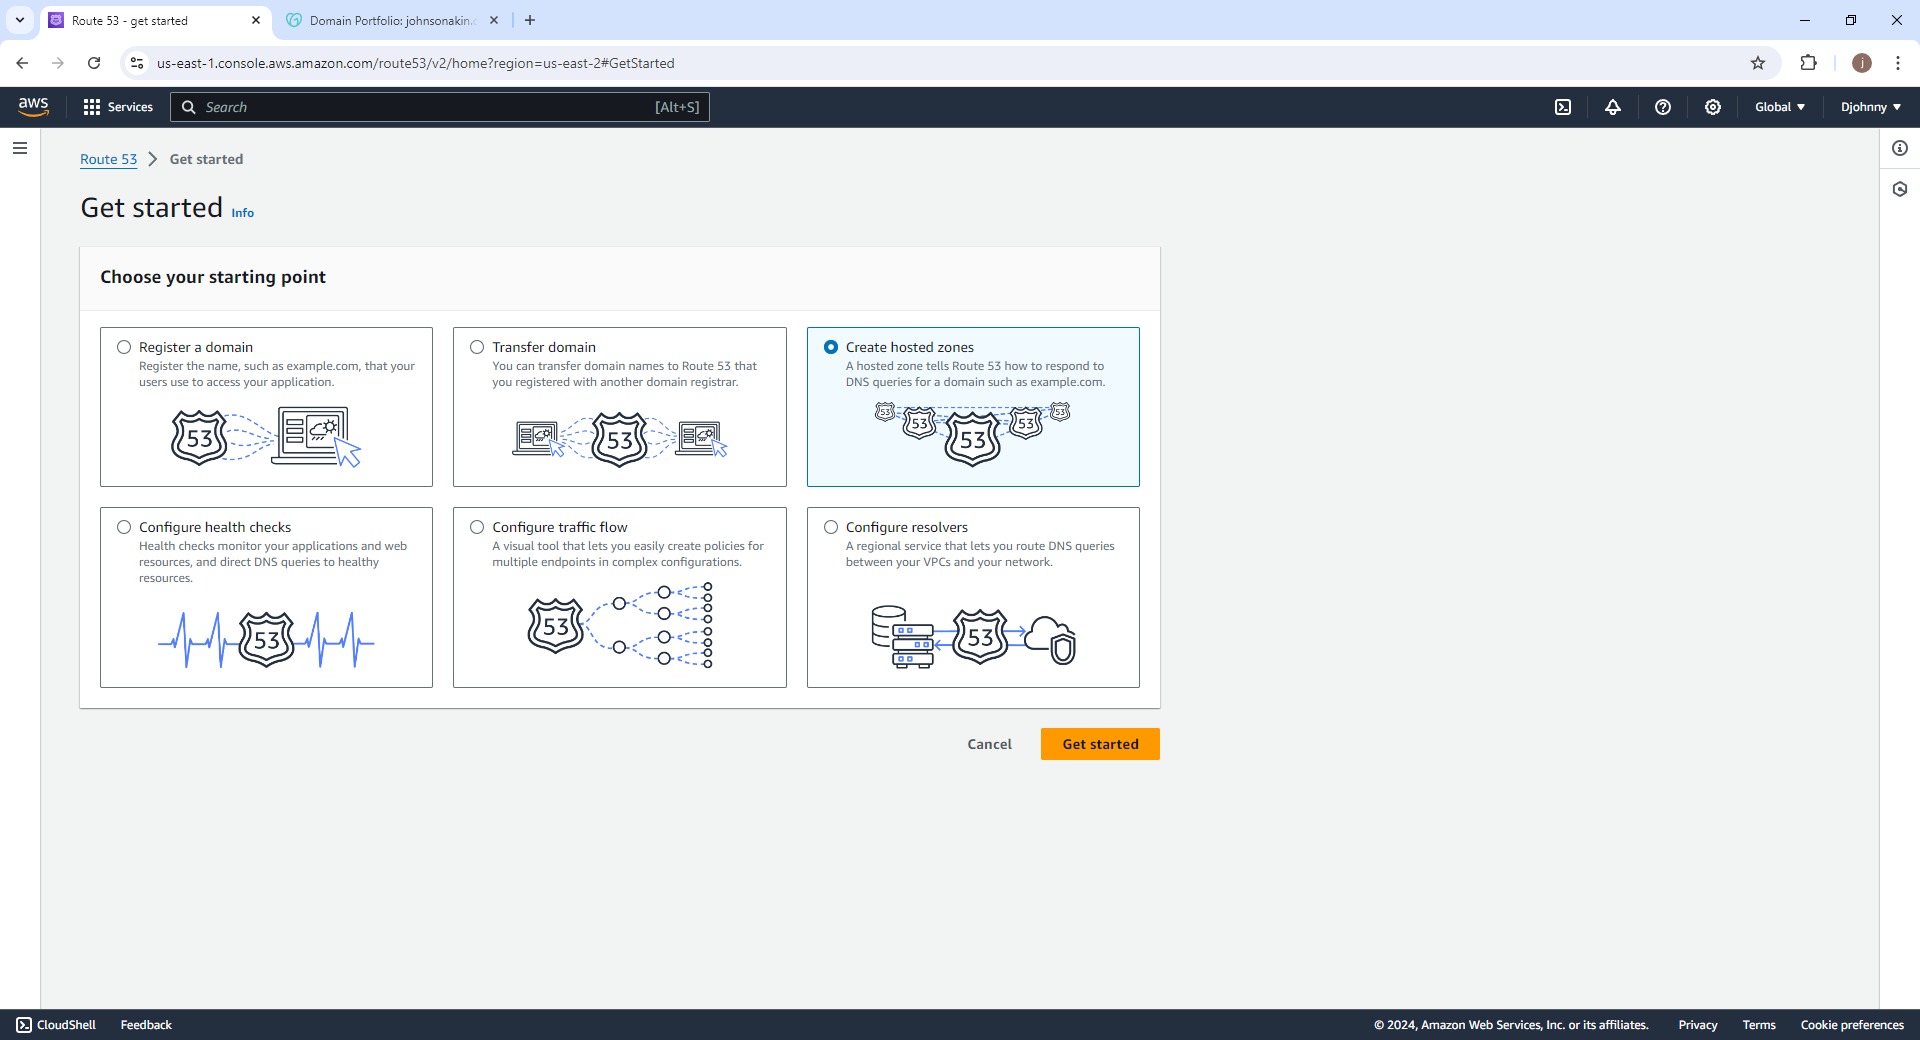 Route 53 - get started
Domain Portfolio: johnsonakin.c
us-east-1.console.aws.amazon.com/route53/v2/home?region=us-east-2#GetStarted
aws
Services
Search
[Alt+S]
Global
Djohnny
Route 53 > Get started
Get started Info
Choose your starting point
Register a domain
Register the name, such as example.com, that your
users use to access your application.
53
Transfer domain
You can transfer domain names to Route 53 that
you registered with another domain registrar.
53
Create hosted zones
A hosted zone tells Route 53 how to respond to
DNS queries for a domain such as example.com.
53 53 53 53 53
Configure health checks
Health checks monitor your applications and web
resources, and direct DNS queries to healthy
resources.
53
Configure traffic flow
A visual tool that lets you easily create policies for
multiple endpoints in complex configurations.
53
Configure resolvers
A regional service that lets you route DNS queries
between your VPCs and your network.
53
Cancel
Get started
CloudShell
Feedback
© 2024, Amazon Web Services, Inc. or its affiliates.
Privacy
Terms
Cookie preferences